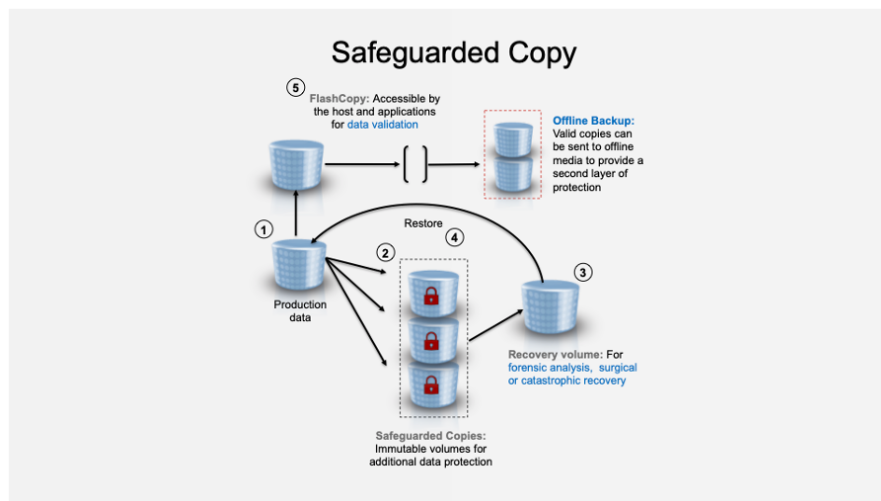 Safeguarded Copy
5
FlashCopy: Accessible by
the host and applications
for data validation
Offline Backup:
Valid copies can
be sent to offline
media to provide a
second layer of
protection
1
Restore
4
2
3
Production
data
Recovery volume: For
forensic analysis, surgical
or catastrophic recovery
Safeguarded Copies:
Immutable volumes for
additional data protection